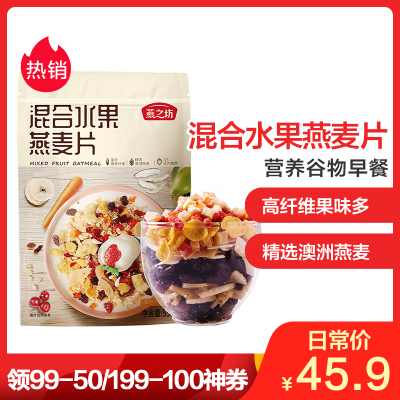 热销
燕之坊
混合水果
燕麦片
MIXED FRUIT OATMEAL
混合水果燕麦片
营养谷物早餐
高纤维果味多
精选澳洲燕麦
领99-50/199-100神券
日常价
¥45.9